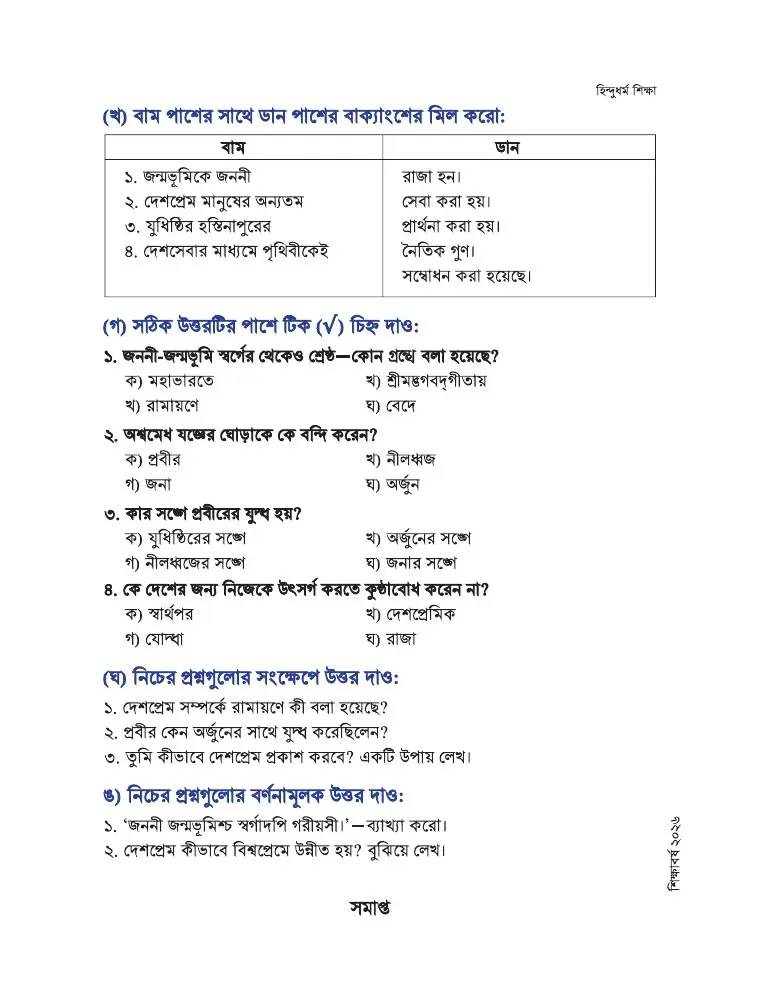 হিন্দুধর্ম শিক্ষা
(খ) বাম পাশের সাথে ডান পাশের বাক্যাংশের মিল করো:
বাম ডান
১. জন্মভূমিকে জননী রাজা হন।
২. দেশপ্রেম মানুষের অন্যতম সেবা করা হয়।
৩. যুধিষ্ঠির হস্তিনাপুরের প্রার্থনা করা হয়।
৪. দেশসেবার মাধ্যমে পৃথিবীকেই নৈতিক গুণ।
সম্বোধন করা হয়েছে।
(গ) সঠিক উত্তরটির পাশে টিক (√) চিহ্ন দাও:
১. জননী-জন্মভূমি স্বর্গের থেকেও শ্রেষ্ঠ—কোন গ্রন্থে বলা হয়েছে?
ক) মহাভারতে খ) শ্রীমদ্ভগবদ্‌গীতায়
খ) রামায়ণে ঘ) বেদে
২. অশ্বমেধ যজ্ঞের ঘোড়াকে কে বন্দি করেন?
ক) প্রবীর খ) নীলধ্বজ
গ) জনা ঘ) অর্জুন
৩. কার সঙ্গে প্রবীরের যুদ্ধ হয়?
ক) যুধিষ্ঠিরের সঙ্গে খ) অর্জুনের সঙ্গে
গ) নীলধ্বজের সঙ্গে ঘ) জনার সঙ্গে
৪. কে দেশের জন্য নিজেকে উৎসর্গ করতে কুণ্ঠাবোধ করেন না?
ক) স্বার্থপর খ) দেশপ্রেমিক
গ) যোদ্ধা ঘ) রাজা
(ঘ) নিচের প্রশ্নগুলোর সংক্ষেপে উত্তর দাও:
১. দেশপ্রেম সম্পর্কে রামায়ণে কী বলা হয়েছে?
২. প্রবীর কেন অর্জুনের সাথে যুদ্ধ করেছিলেন?
৩. তুমি কীভাবে দেশপ্রেম প্রকাশ করবে? একটি উপায় লেখ।
ঙ) নিচের প্রশ্নগুলোর বর্ণনামূলক উত্তর দাও:
১. ‘জননী জন্মভূমিশ্চ স্বর্গাদপি গরীয়সী।’—ব্যাখ্যা করো।
২. দেশপ্রেম কীভাবে বিশ্বপ্রেমে উন্নীত হয়? বুঝিয়ে লেখ।
সমাপ্ত
শিক্ষাবর্ষ ২০২৬